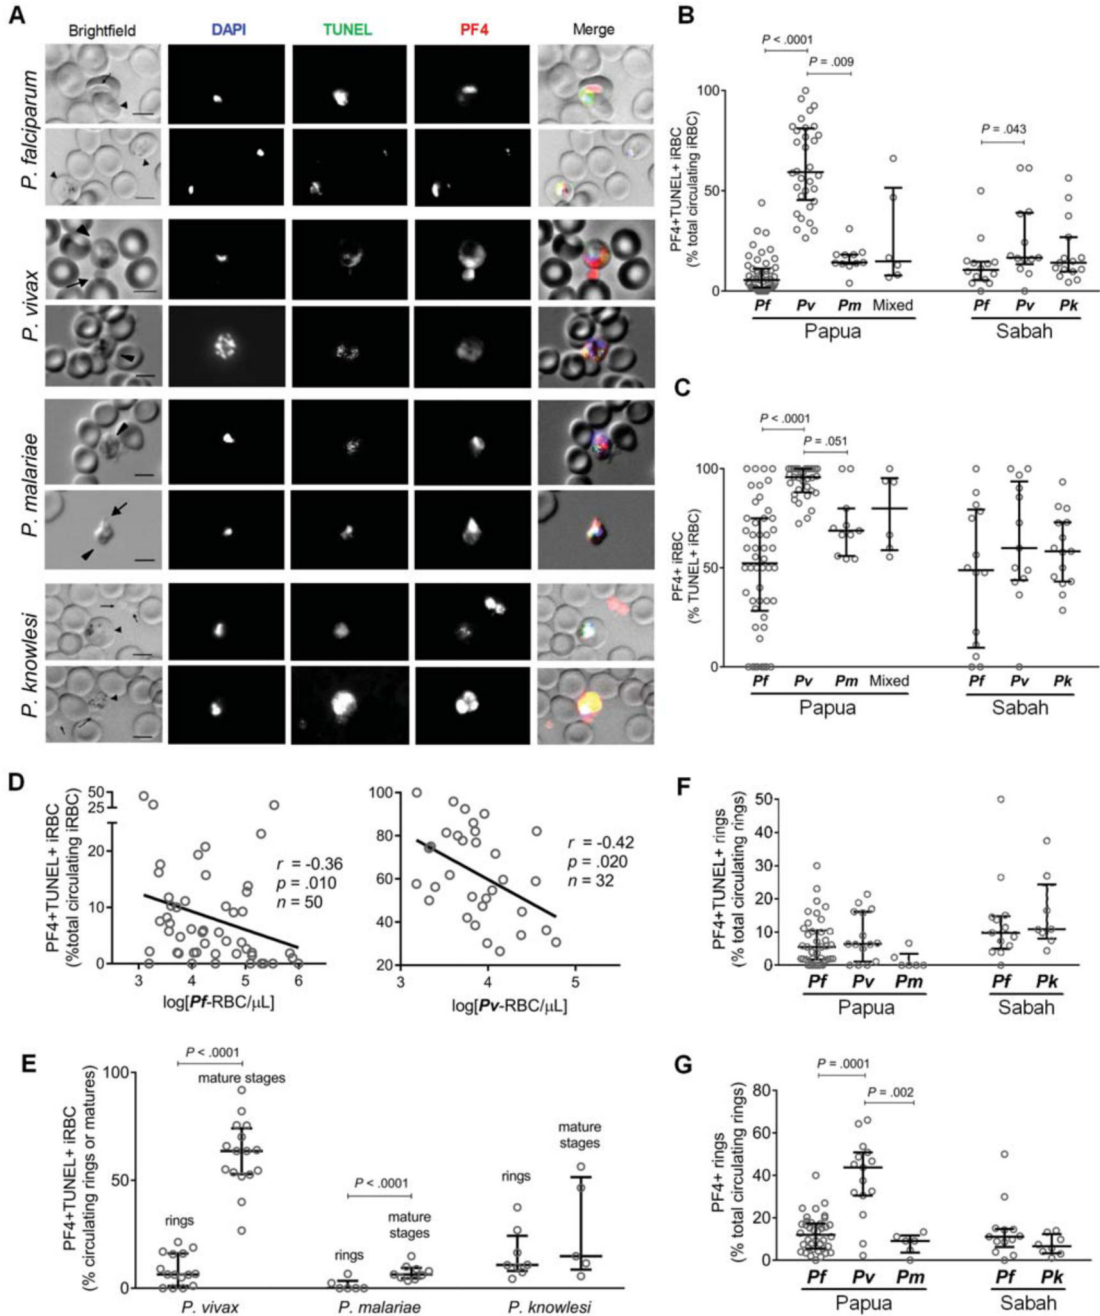 A
Brightfield DAPI TUNEL PF4 Merge
P. falciparum
P. vivax
P. malariae
P. knowlesi
B
P < .0001
P = .009
P = .043
PF4+TUNEL+ iRBC
(% total circulating iRBC)
100
50
0
Pf Pv Pm Mixed Pf Pv Pk
Papua Sabah
C
P < .0001
P = .051
PF4+ iRBC
(% TUNEL+ iRBC)
100
50
0
Pf Pv Pm Mixed Pf Pv Pk
Papua Sabah
D
PF4+TUNEL+ iRBC
(%total circulating iRBC)
50
25
20
10
0
3 4 5 6
log[Pf-RBC/μL]
r = -0.36
p = .010
n = 50
100
80
60
40
20
3 4 5
log[Pv-RBC/μL]
r = -0.42
p = .020
n = 32
E
PF4+TUNEL+ iRBC
(% circulating rings or matures)
100
50
0
P < .0001
mature stages
rings
P < .0001
mature
stages
rings
mature
stages
rings
P. vivax P. malariae P. knowlesi
F
PF4+TUNEL+ rings
(% total circulating rings)
50
40
30
20
10
0
Pf Pv Pm Pf Pk
Papua Sabah
G
P = .0001
P = .002
PF4+ rings
(% total circulating rings)
80
60
40
20
0
Pf Pv Pm Pf Pk
Papua Sabah